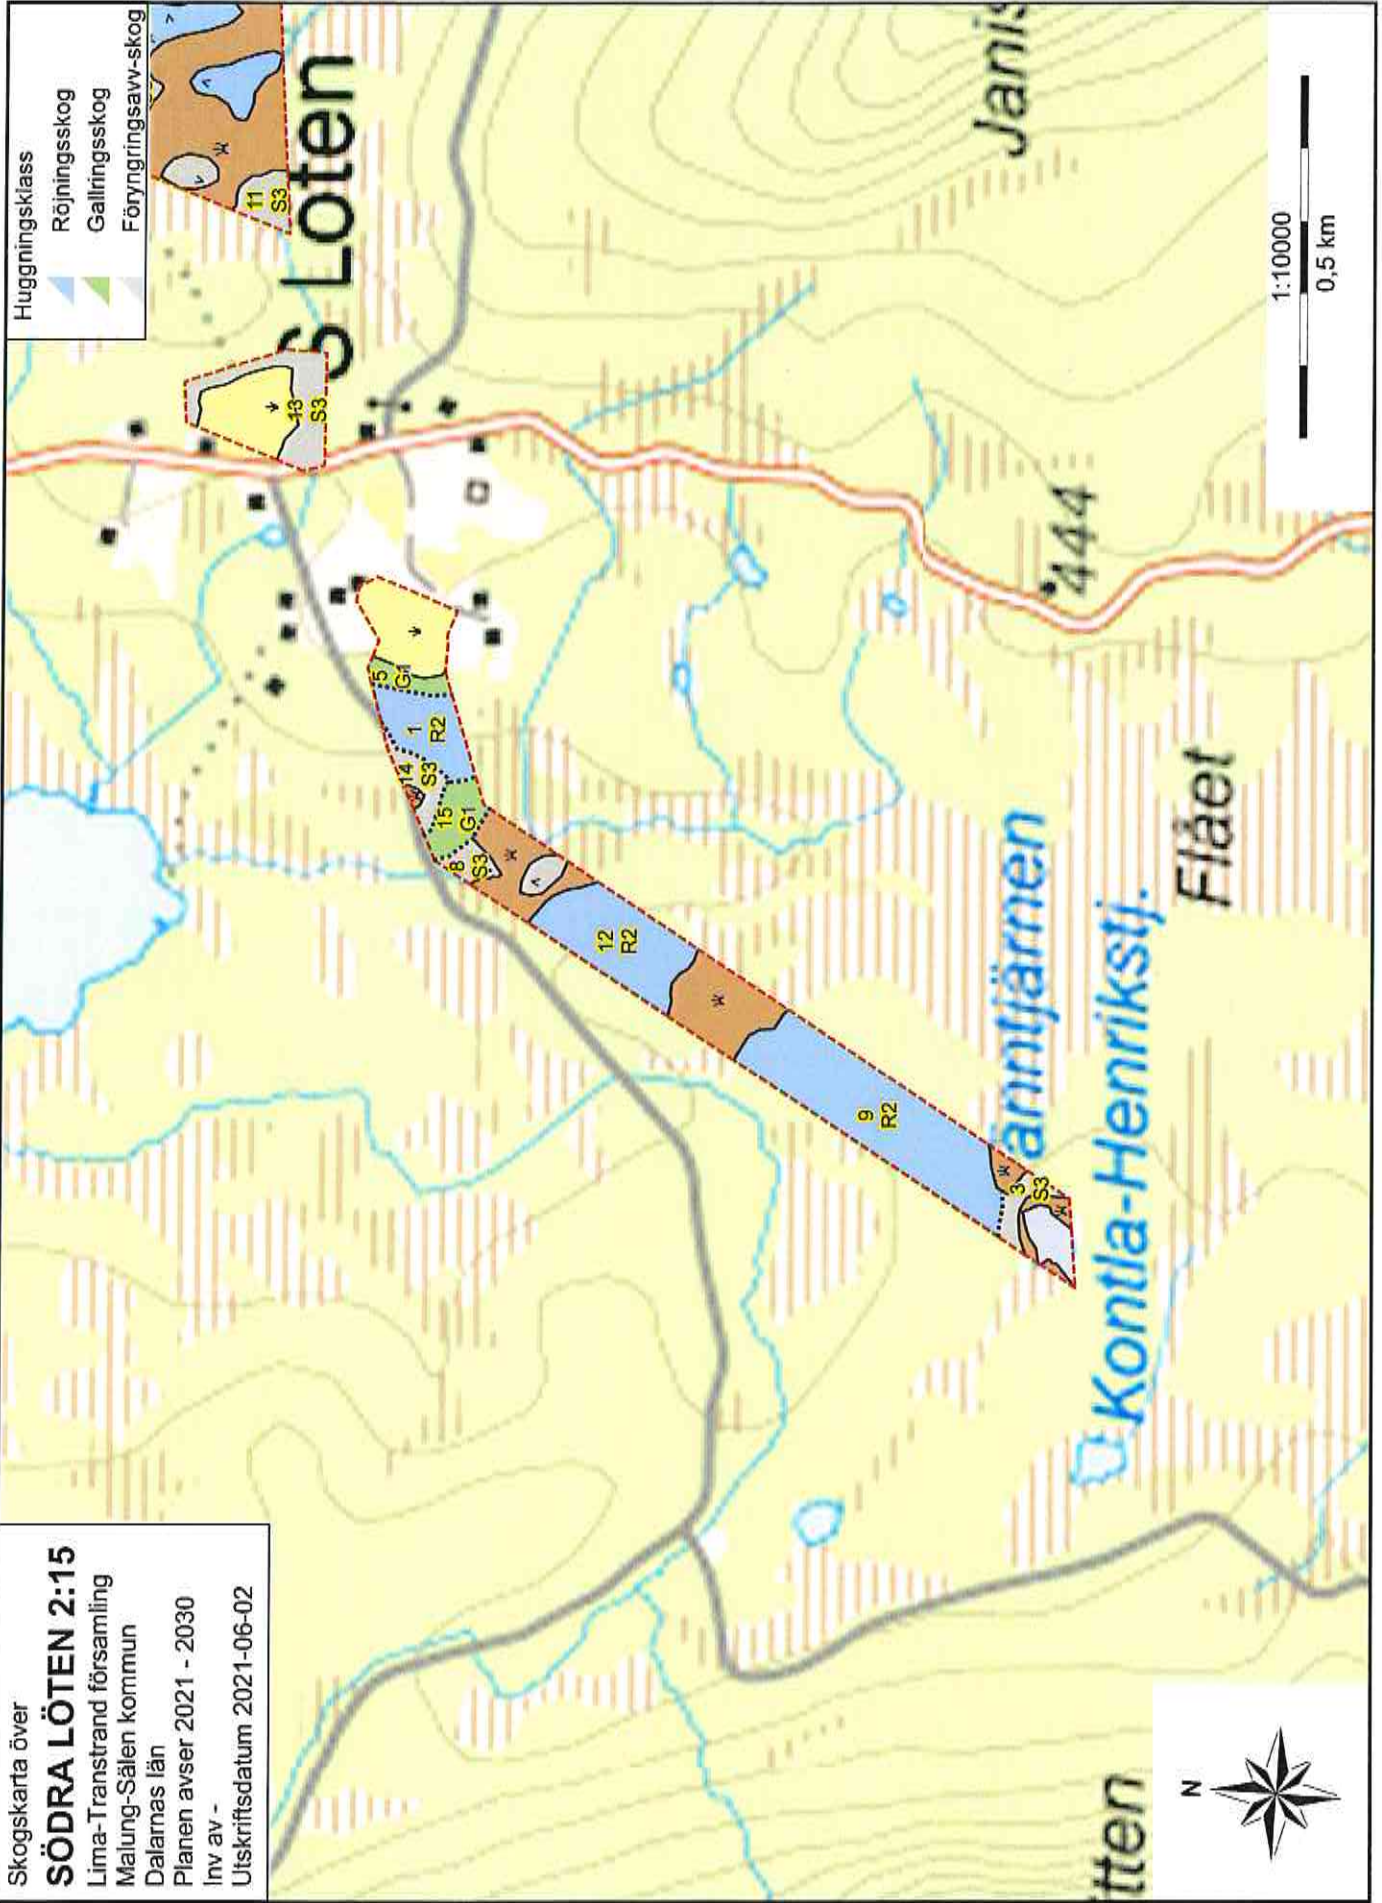 Skogskarta över
SÖDRA LÖTEN 2:15
Lima-Transtrand församling
Malung-Sälen kommun
Dalarnas län
Planen avser 2021 - 2030
Inv av -
Utskriftsdatum 2021-06-02
Huggningsklass
Röjningsskog
Gallringsskog
Föryngringsavv-skog
11
S3
S Löten
13
S3
5
G1
1
R2
14
S3
15
G1
8
S3
12
R2
9
R2
3
S3
änntjärnen
Kontla-Henrikstj.
Flået
444
Janis
tten
N
1:10000
0,5 km